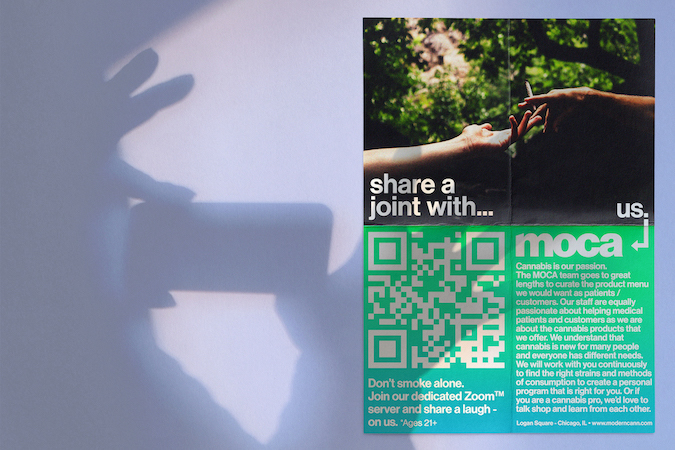 share a
joint with...
us.
moca
Cannabis is our passion.
The MOCA team goes to great
lengths to curate the product menu
we would want as patients /
customers. Our staff are equally
passionate about helping medical
patients and customers as we are
about the cannabis products that
we offer. We understand that
cannabis is new for many people
and everyone has different needs.
We will work with you continuously
to find the right strains and methods
of consumption to create a personal
program that is right for you. Or if
you are a cannabis pro, we'd love to
talk shop and learn from each other.
Logan Square - Chicago, IL • www.moderncann.com
Don't smoke alone.
Join our dedicated Zoom™
server and share a laugh -
on us. *Ages 21+